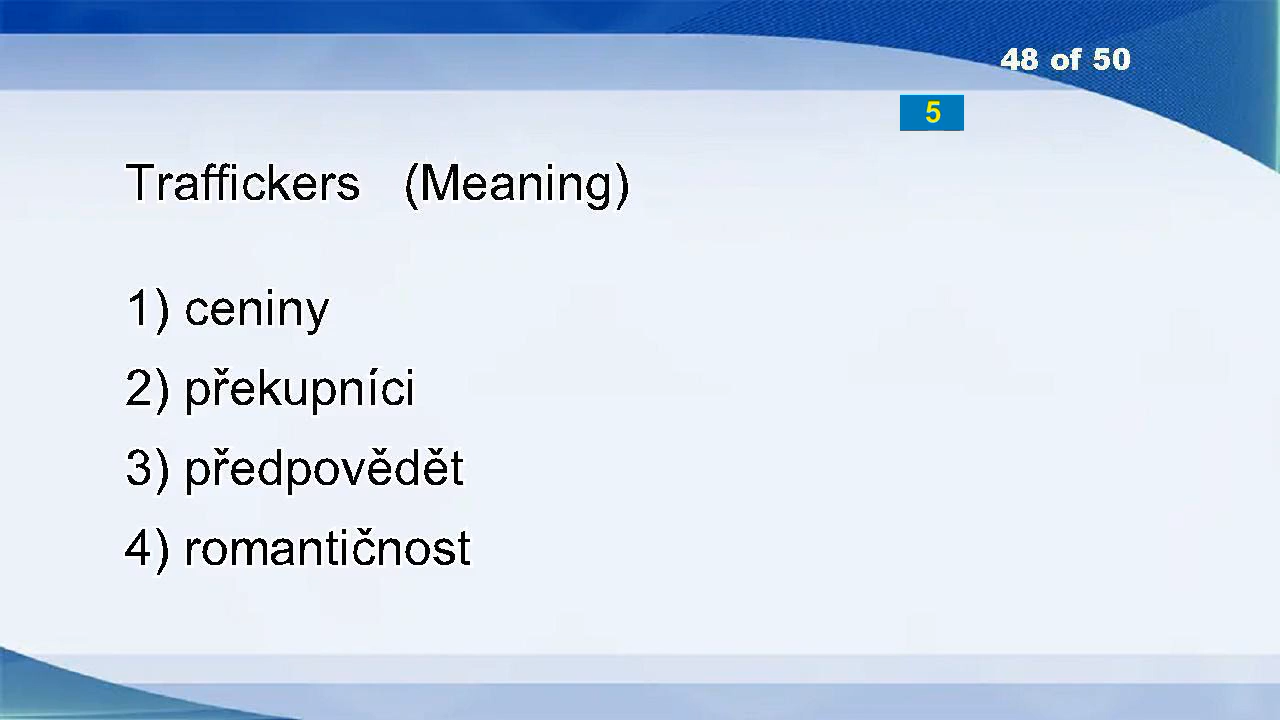 48 of 50
5
Traffickers (Meaning)
1) ceniny
2) překupníci
3) předpovědět
4) romantičnost